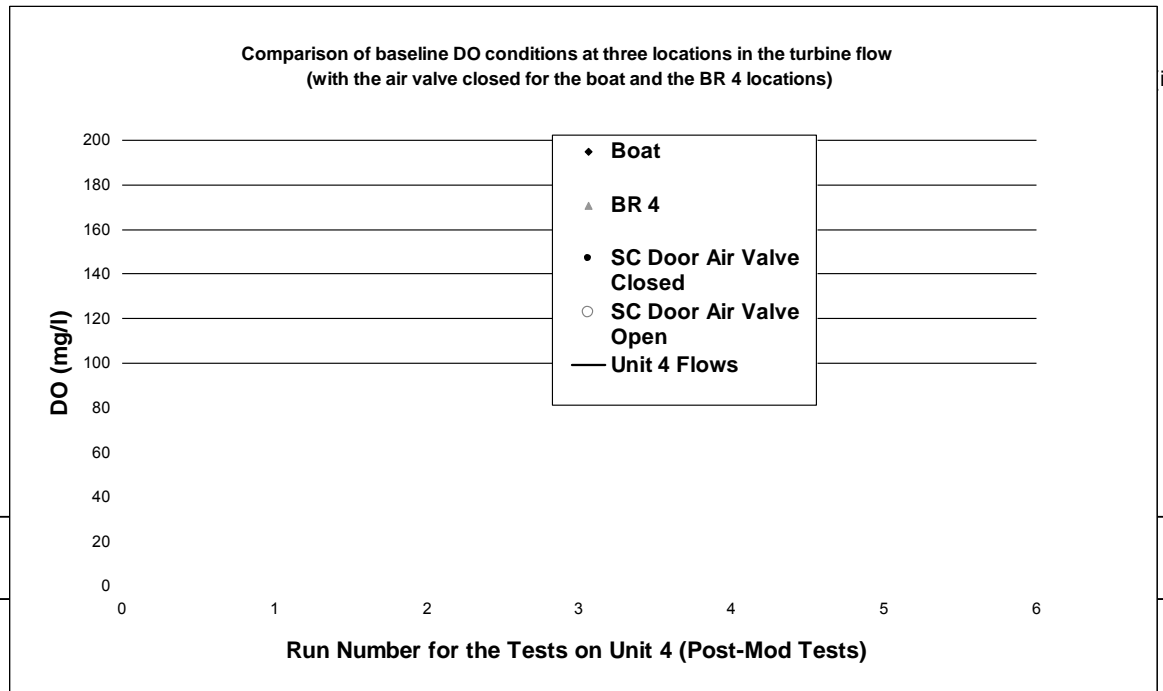 Comparison of baseline DO conditions at three locations in the turbine flow
(with the air valve closed for the boat and the BR 4 locations)
200
180
160
140
120
100
80
60
40
20
0
DO (mg/l)
Boat
BR 4
SC Door Air Valve
Closed
SC Door Air Valve
Open
Unit 4 Flows
0 1 2 3 4 5 6
Run Number for the Tests on Unit 4 (Post-Mod Tests)